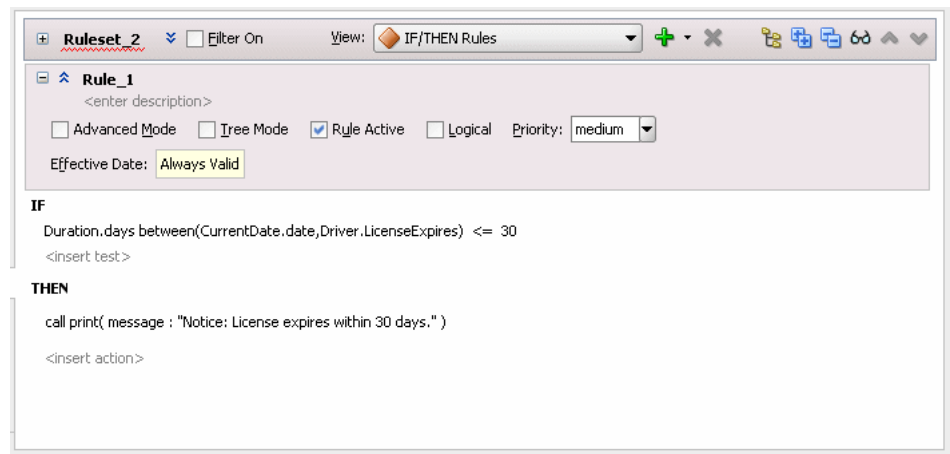 Ruleset_2 Filter On View: IF/THEN Rules
Rule_1
<enter description>
Advanced Mode Tree Mode Rule Active Logical Priority: medium
Effective Date: Always Valid
IF
Duration.days between(CurrentDate.date,Driver.LicenseExpires) <= 30
<insert test>
THEN
call print( message : "Notice: License expires within 30 days." )
<insert action>